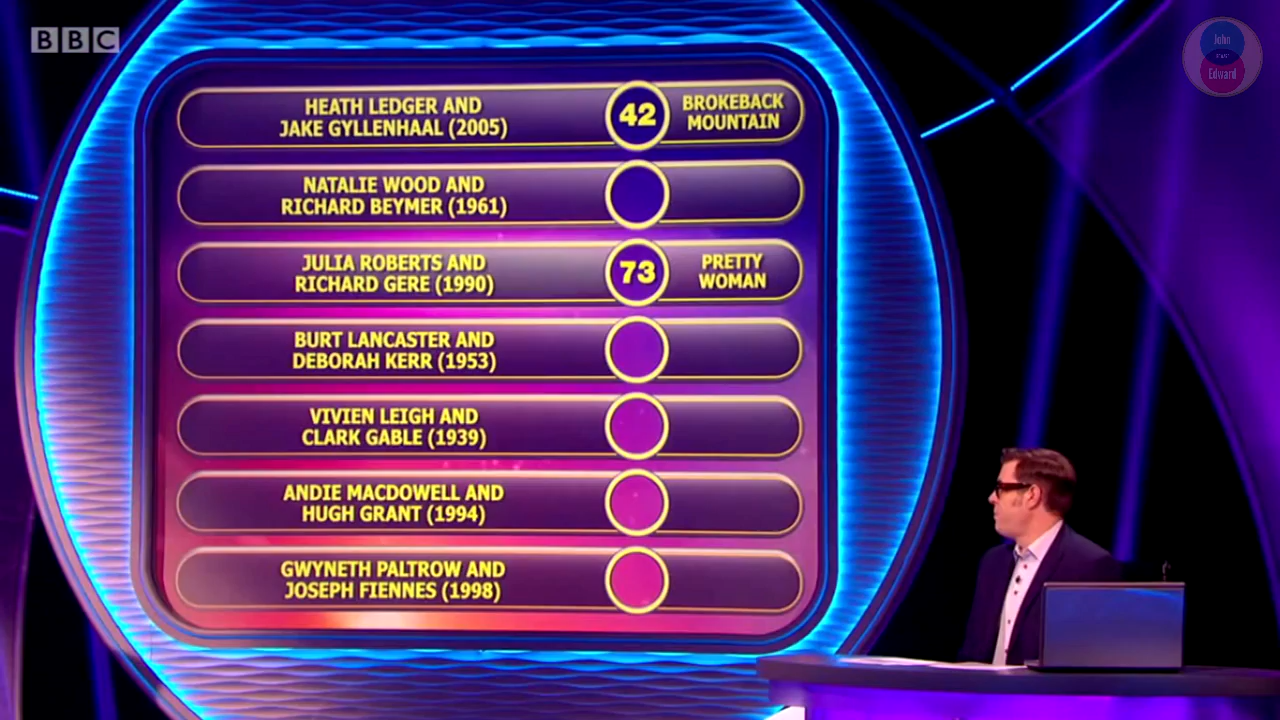 BBC
John
Edward
HEATH LEDGER AND
JAKE GYLLENHAAL (2005)
42
BROKEBACK
MOUNTAIN
NATALIE WOOD AND
RICHARD BEYMER (1961)
JULIA ROBERTS AND
RICHARD GERE (1990)
73
PRETTY
WOMAN
BURT LANCASTER AND
DEBORAH KERR (1953)
VIVIEN LEIGH AND
CLARK GABLE (1939)
ANDIE MACDOWELL AND
HUGH GRANT (1994)
GWYNETH PALTROW AND
JOSEPH FIENNES (1998)